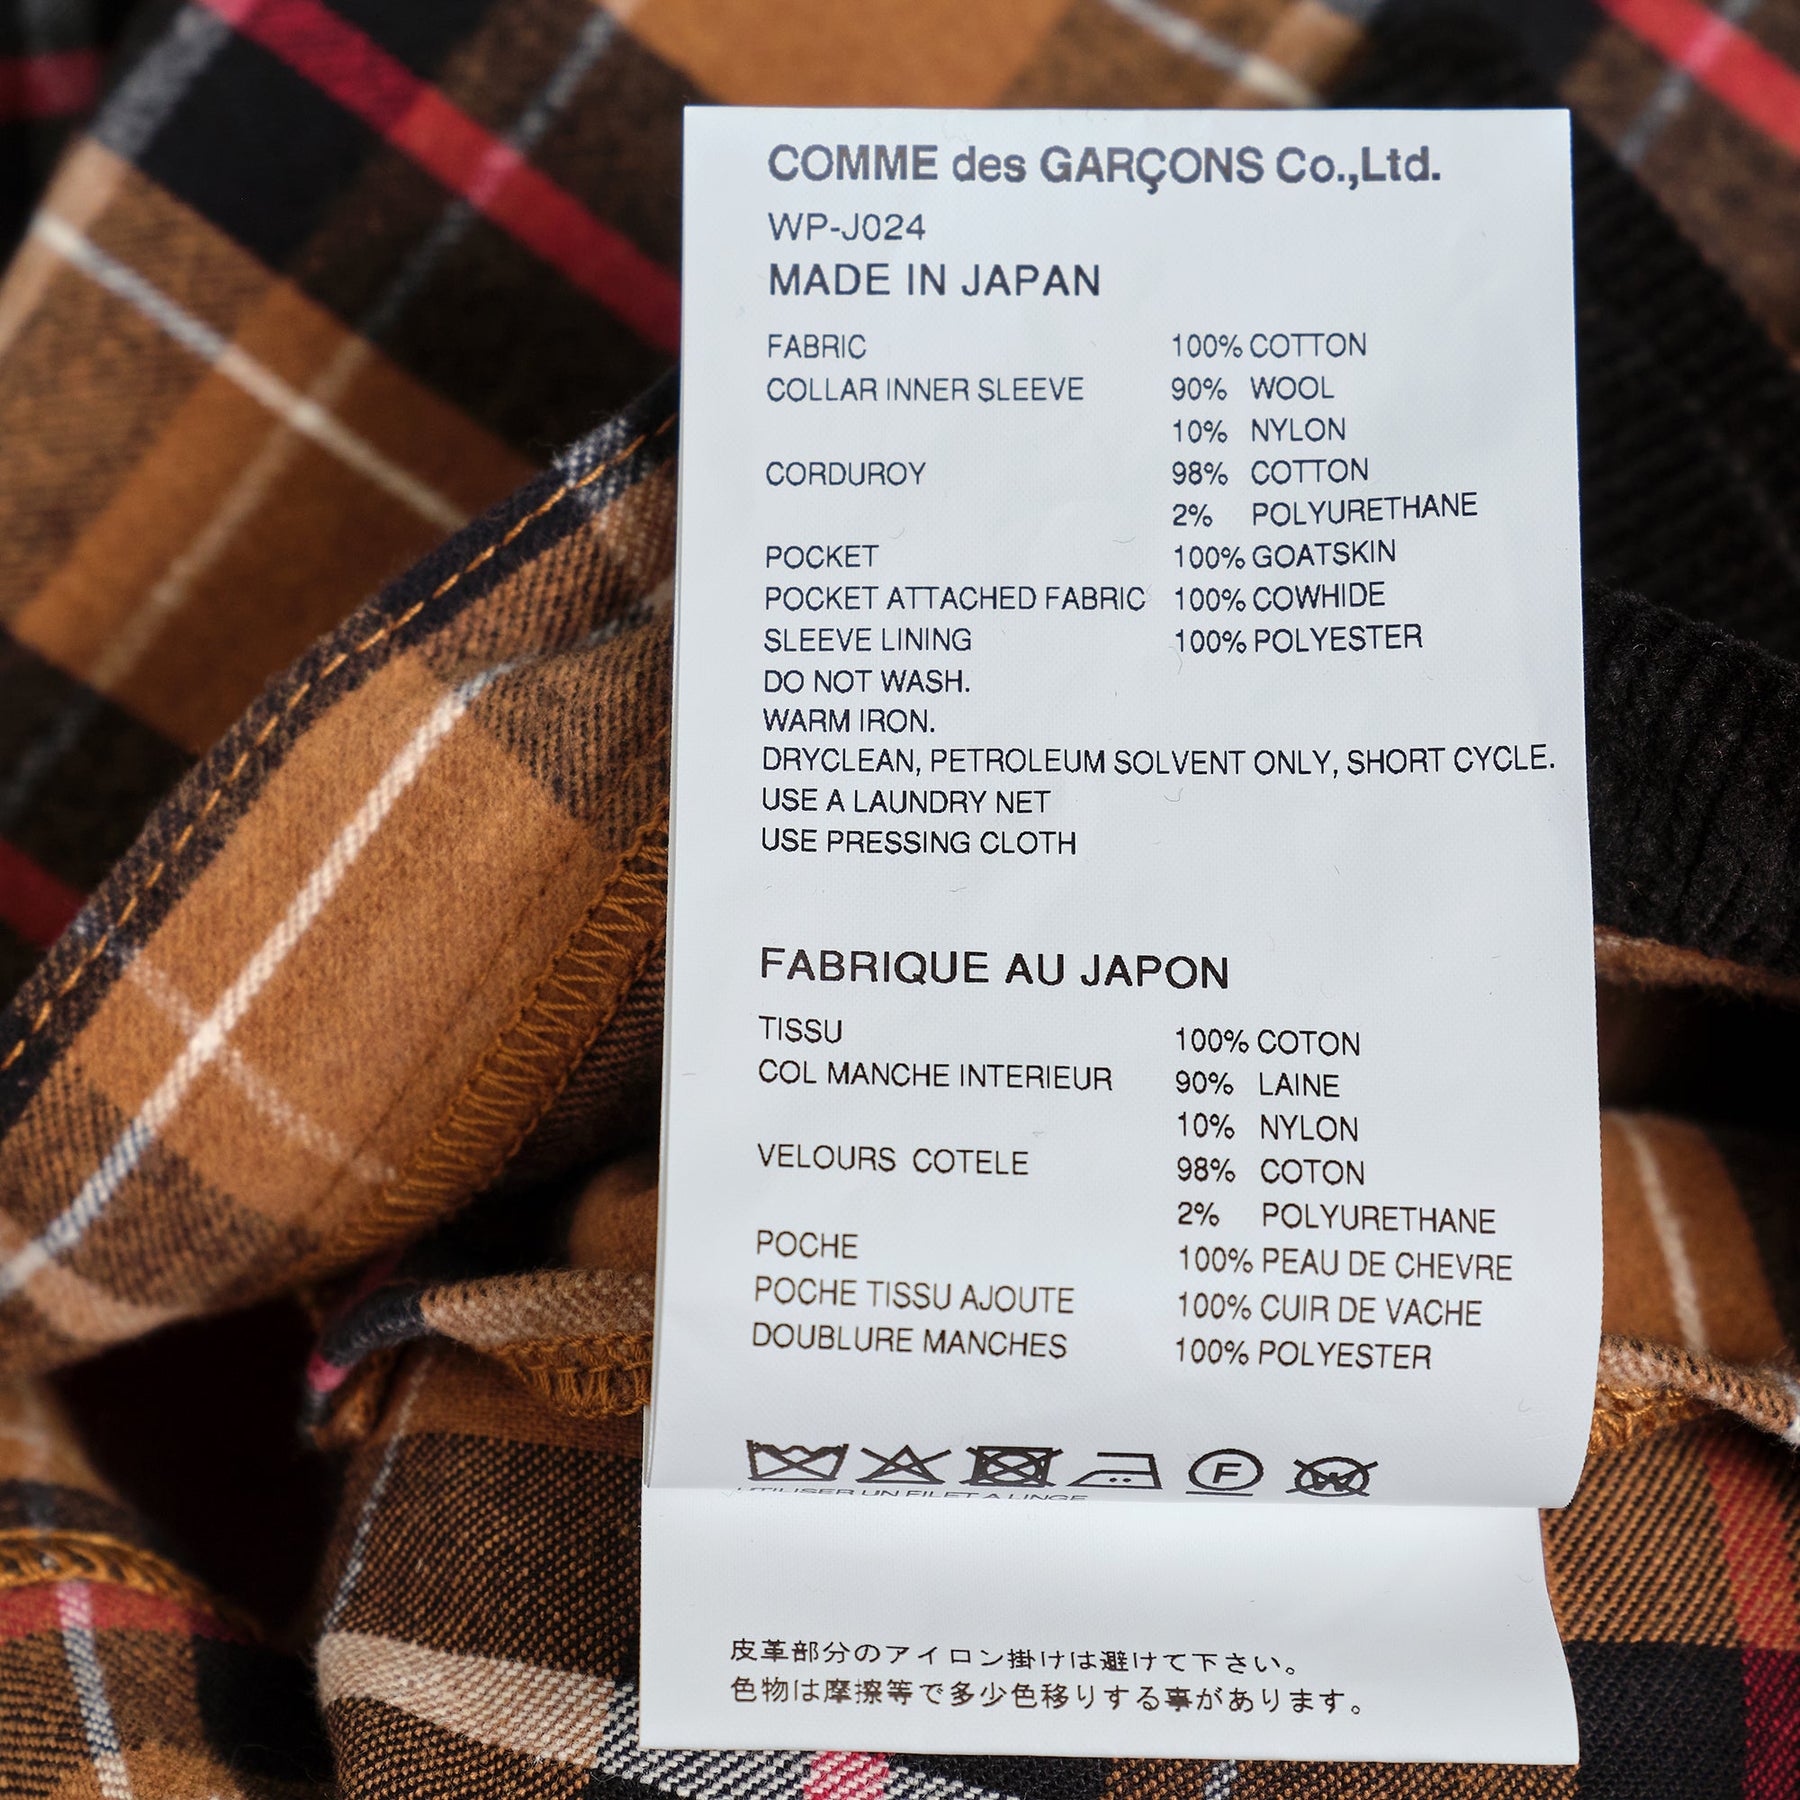 COMME des GARÇONS Co.,Ltd.
WP-J024
MADE IN JAPAN
FABRIC 100% COTTON
COLLAR INNER SLEEVE 90% WOOL
10% NYLON
CORDUROY 98% COTTON
2% POLYURETHANE
POCKET 100% GOATSKIN
POCKET ATTACHED FABRIC 100% COWHIDE
SLEEVE LINING 100% POLYESTER
DO NOT WASH.
WARM IRON.
DRYCLEAN, PETROLEUM SOLVENT ONLY, SHORT CYCLE.
USE A LAUNDRY NET
USE PRESSING CLOTH
FABRIQUE AU JAPON
TISSU 100% COTON
COL MANCHE INTERIEUR 90% LAINE
10% NYLON
VELOURS COTELE 98% COTON
2% POLYURETHANE
POCHE 100% PEAU DE CHEVRE
POCHE TISSU AJOUTE 100% CUIR DE VACHE
DOUBLURE MANCHES 100% POLYESTER
F W
UTILISER UN FILET A LINGE
皮革部分のアイロン掛けは避けて下さい。
色物は摩擦等で多少色移りする事があります。